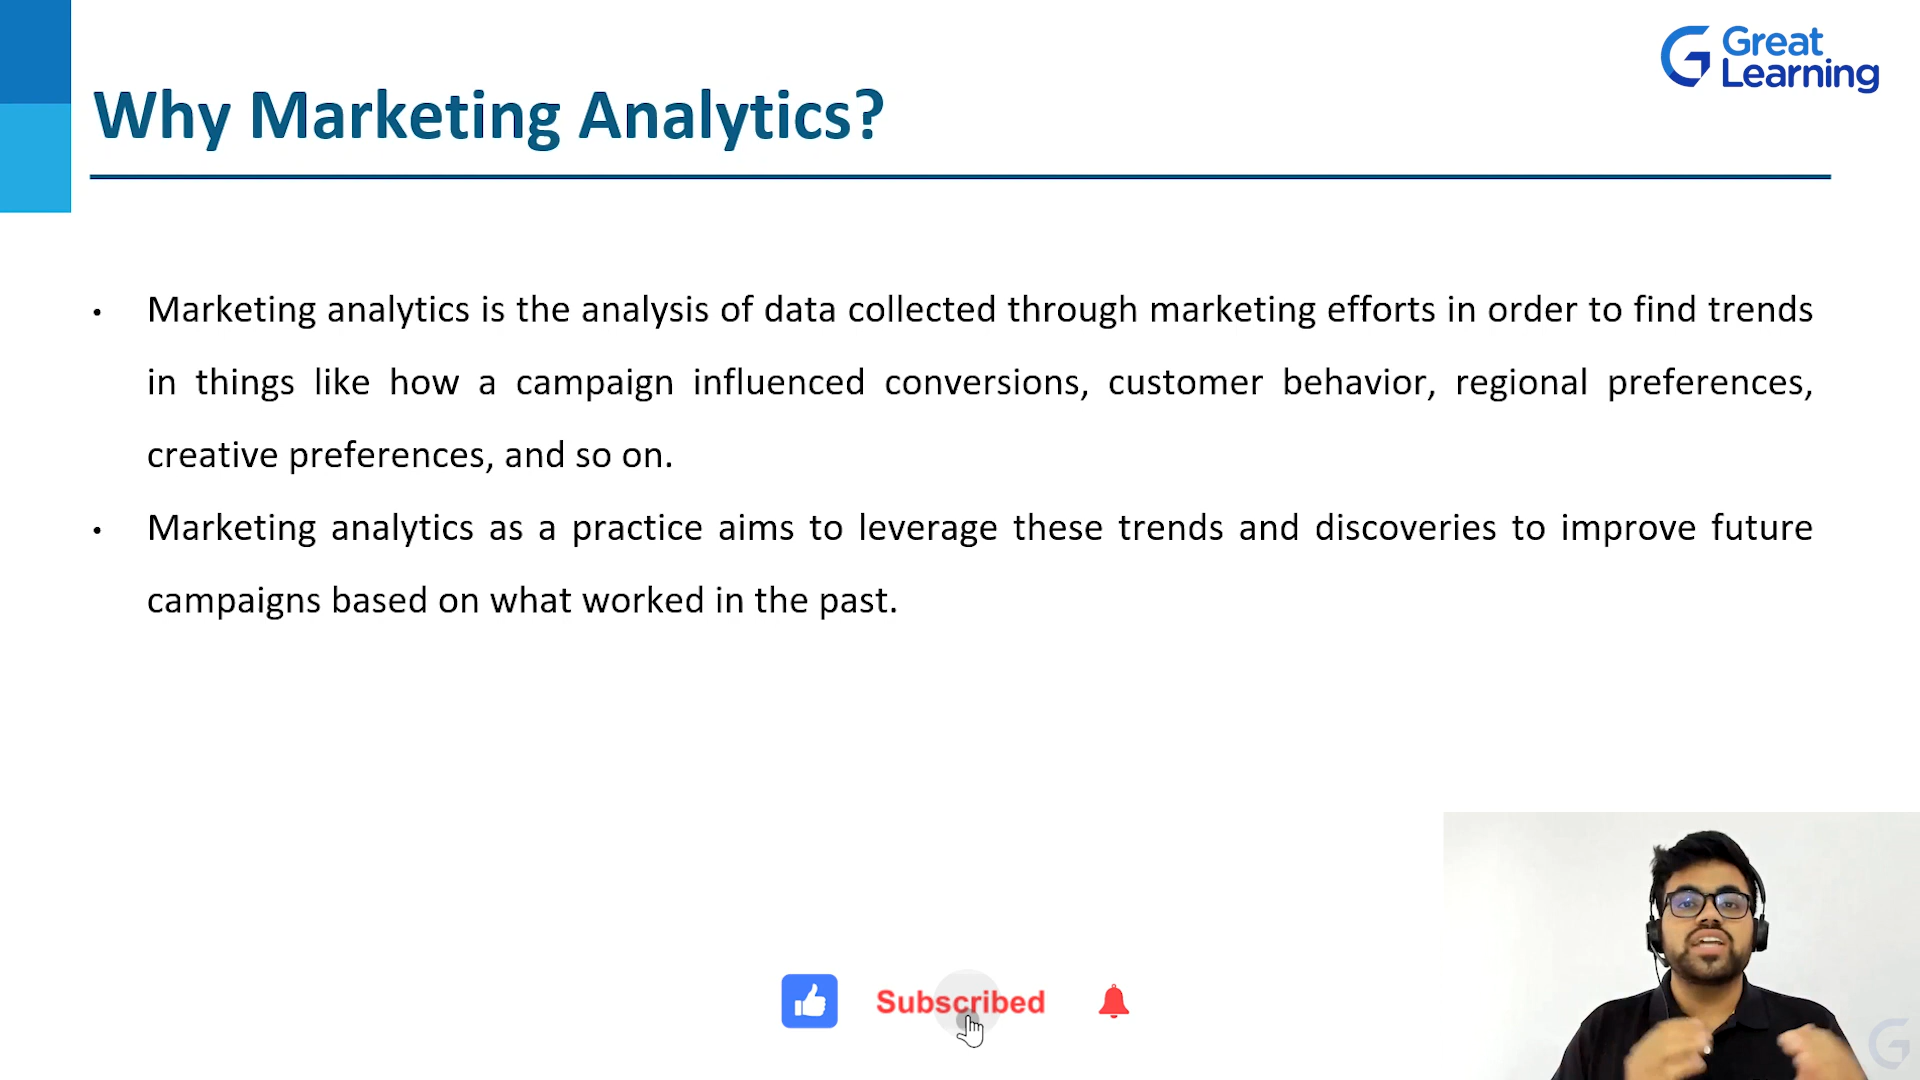 Great
Learning
Why Marketing Analytics?
• Marketing analytics is the analysis of data collected through marketing efforts in order to find trends
in things like how a campaign influenced conversions, customer behavior, regional preferences,
creative preferences, and so on.
• Marketing analytics as a practice aims to leverage these trends and discoveries to improve future
campaigns based on what worked in the past.
Subscribed